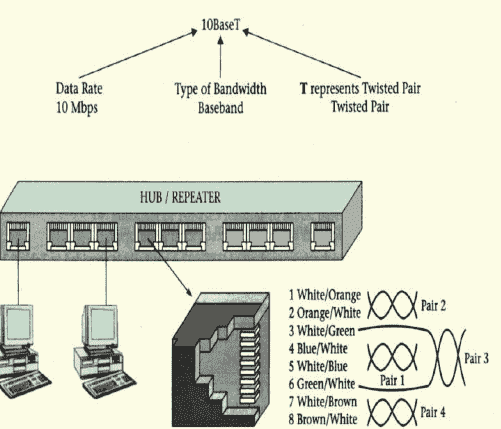 10BaseT
Data Rate
10 Mbps
Type of Bandwidth
Baseband
T represents Twisted Pair
Twisted Pair
HUB / REPEATER
1 White/Orange
2 Orange/White
Pair 2
3 White/Green
4 Blue/White
5 White/Blue
Pair 1
Pair 3
6 Green/White
7 White/Brown
8 Brown/White
Pair 4